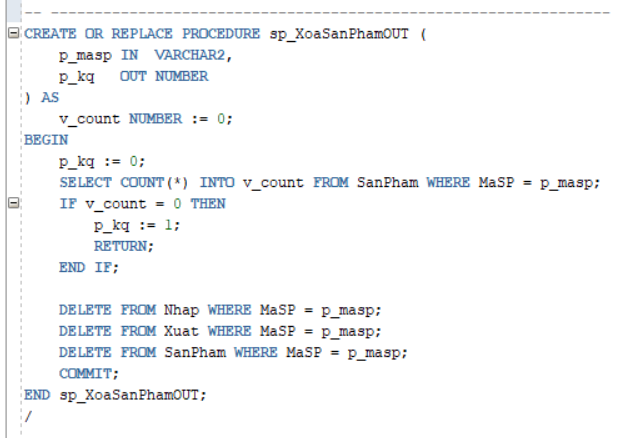 -- ----------------------------------------------------------------
CREATE OR REPLACE PROCEDURE sp_XoaSanPhamOUT (
    p_masp IN  VARCHAR2,
    p_kq   OUT NUMBER
) AS
    v_count NUMBER := 0;
BEGIN
    p_kq := 0;
    SELECT COUNT(*) INTO v_count FROM SanPham WHERE MaSP = p_masp;
    IF v_count = 0 THEN
        p_kq := 1;
        RETURN;
    END IF;

    DELETE FROM Nhap WHERE MaSP = p_masp;
    DELETE FROM Xuat WHERE MaSP = p_masp;
    DELETE FROM SanPham WHERE MaSP = p_masp;
    COMMIT;
END sp_XoaSanPhamOUT;
/